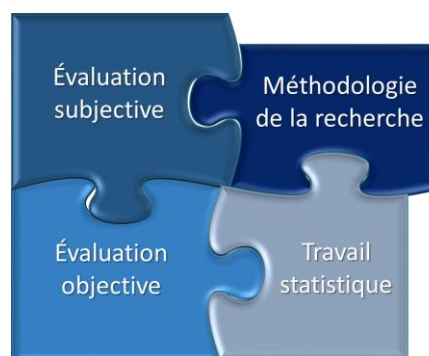 Évaluation
subjective
Méthodologie
de la recherche
Évaluation
objective
Travail
statistique